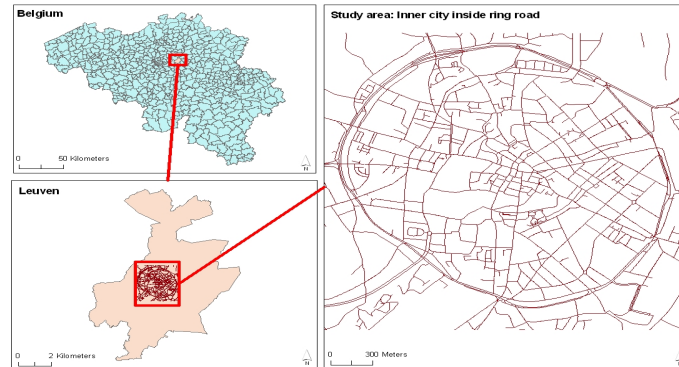 Belgium
0 50 Kilometers
N
Leuven
0 2 Kilometers
N
Study area: Inner city inside ring road
0 300 Meters
N